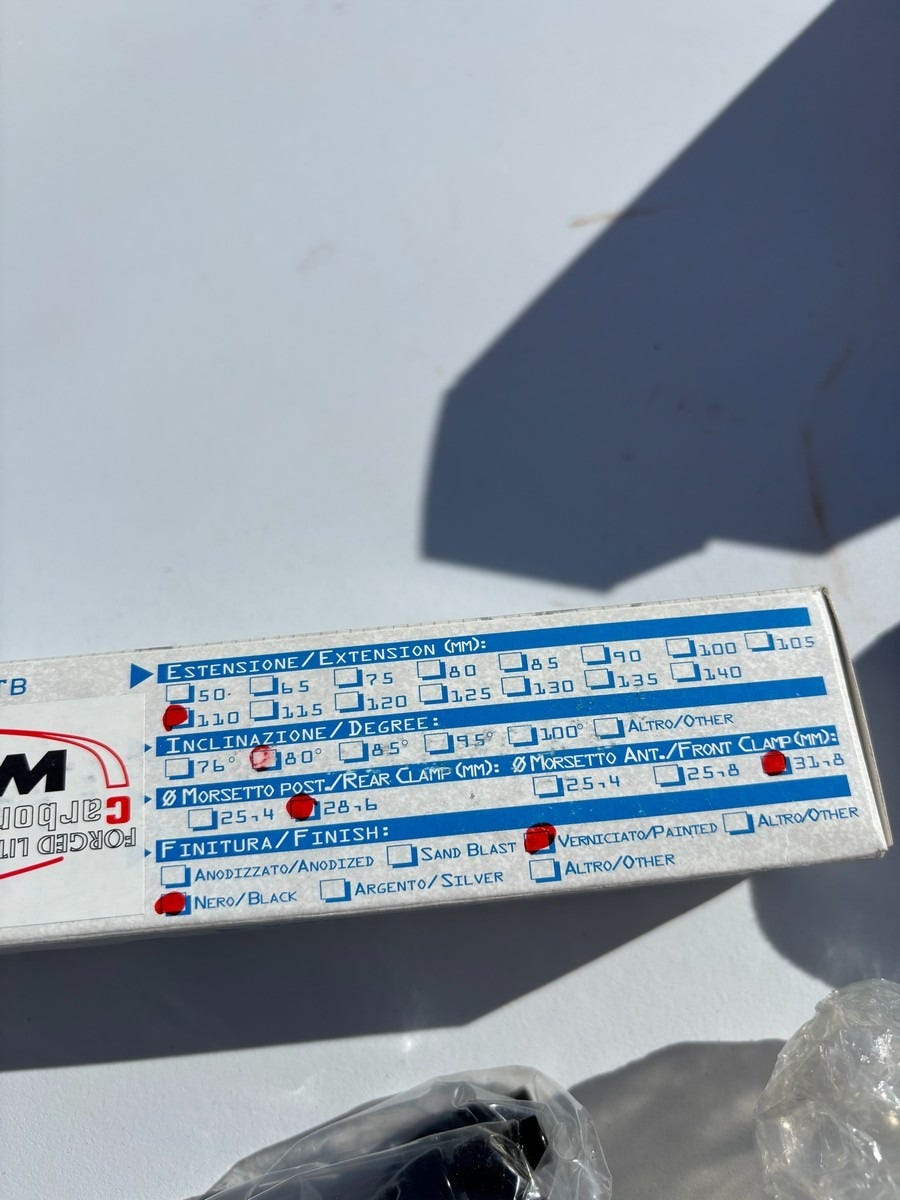 TB
ESTENSIONE/EXTENSION (MM):
50 65 75 80 85 90 100 105
110 115 120 125 130 135 140
INCLINAZIONE/DEGREE:
76° 80° 85° 95° 100° ALTRO/OTHER
Ø MORSETTO POST./REAR CLAMP (MM): Ø MORSETTO ANT./FRONT CLAMP (MM):
25,4 28,6 25,4 25,8 31,8
FINITURA/FINISH:
ANODIZZATO/ANODIZED SAND BLAST VERNICIATO/PAINTED ALTRO/OTHER
NERO/BLACK ARGENTO/SILVER ALTRO/OTHER
FORGED